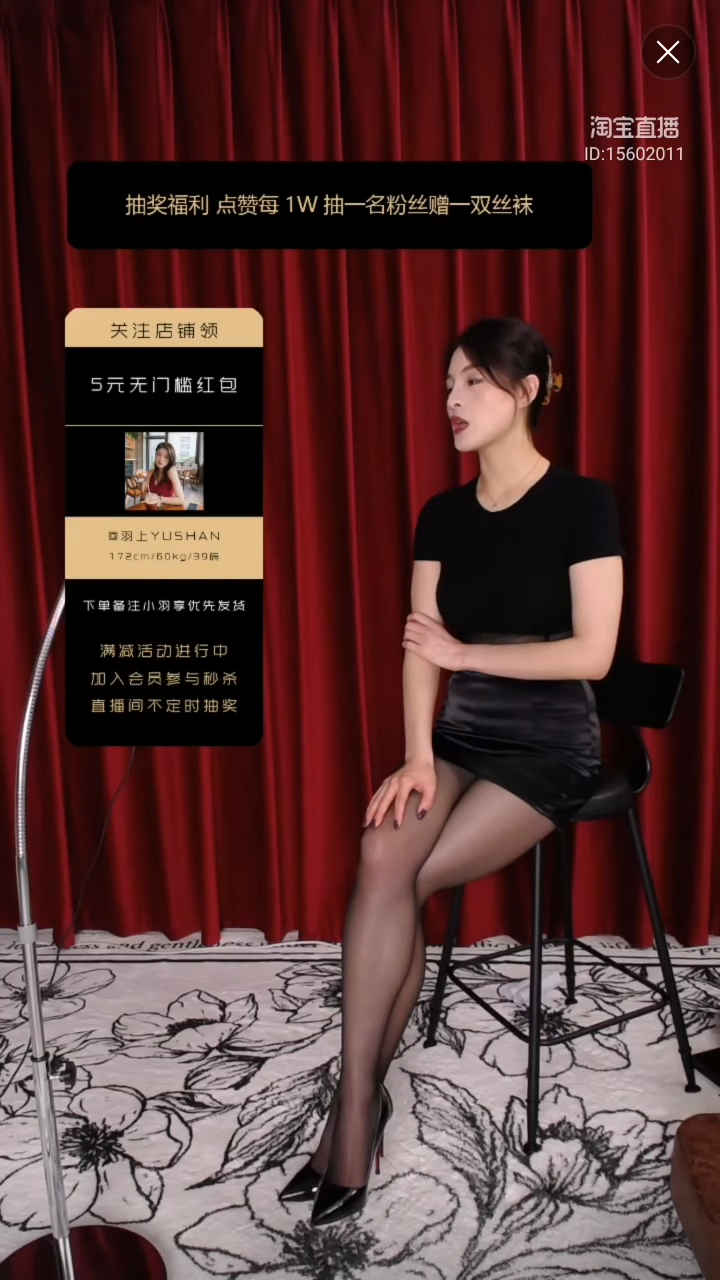 淘宝直播
ID:15602011
抽奖福利 点赞每 1W 抽一名粉丝赠一双丝袜
关注店铺领
5元无门槛红包
@羽上YUSHAN
172cm/60kg/39码
下单备注小羽享优先发货
满减活动进行中
加入会员参与秒杀
直播间不定时抽奖